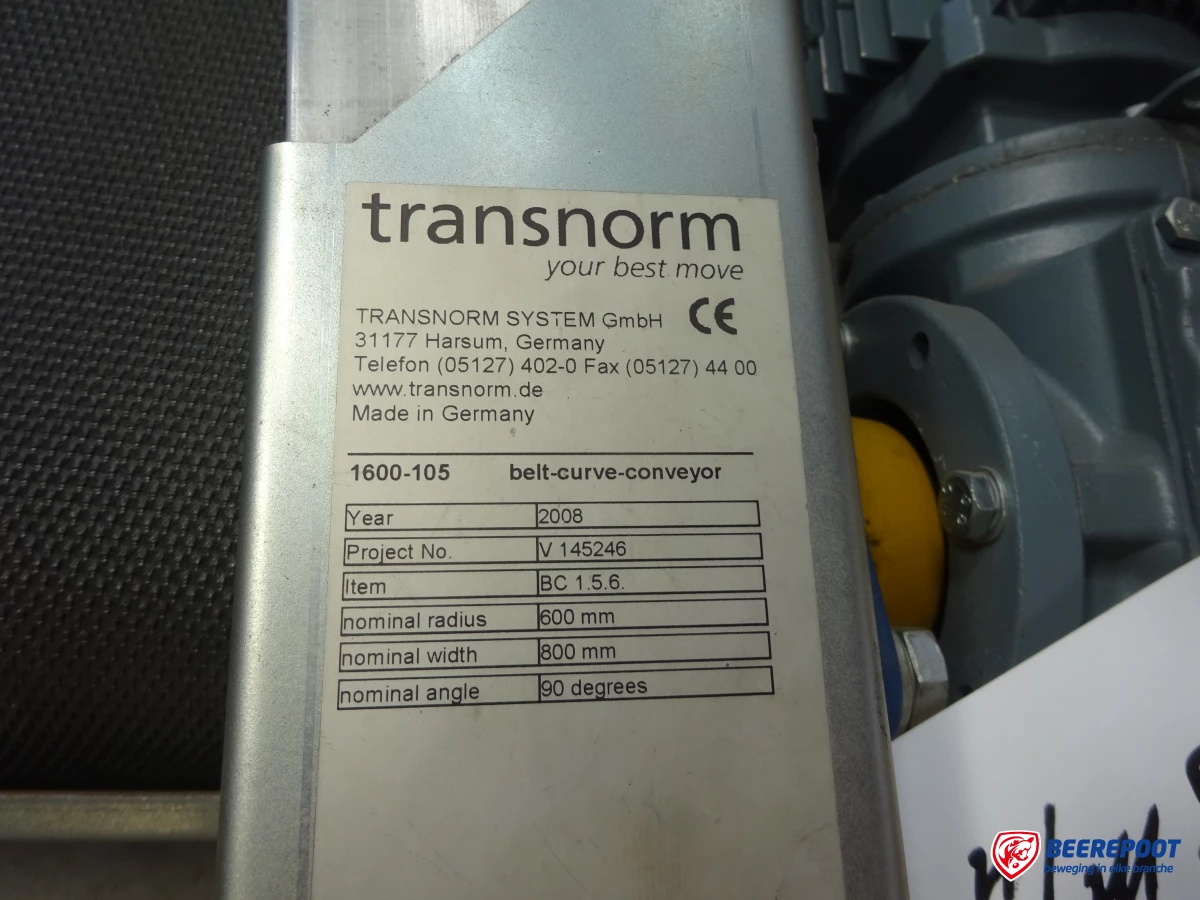 transnorm
your best move
TRANSNORM SYSTEM GmbH CE
31177 Harsum, Germany
Telefon (05127) 402-0 Fax (05127) 44 00
www.transnorm.de
Made in Germany
1600-105 belt-curve-conveyor
Year 2008
Project No. V 145246
Item BC 1.5.6.
nominal radius 600 mm
nominal width 800 mm
nominal angle 90 degrees
BEEREPOOT
beweging in elke branche